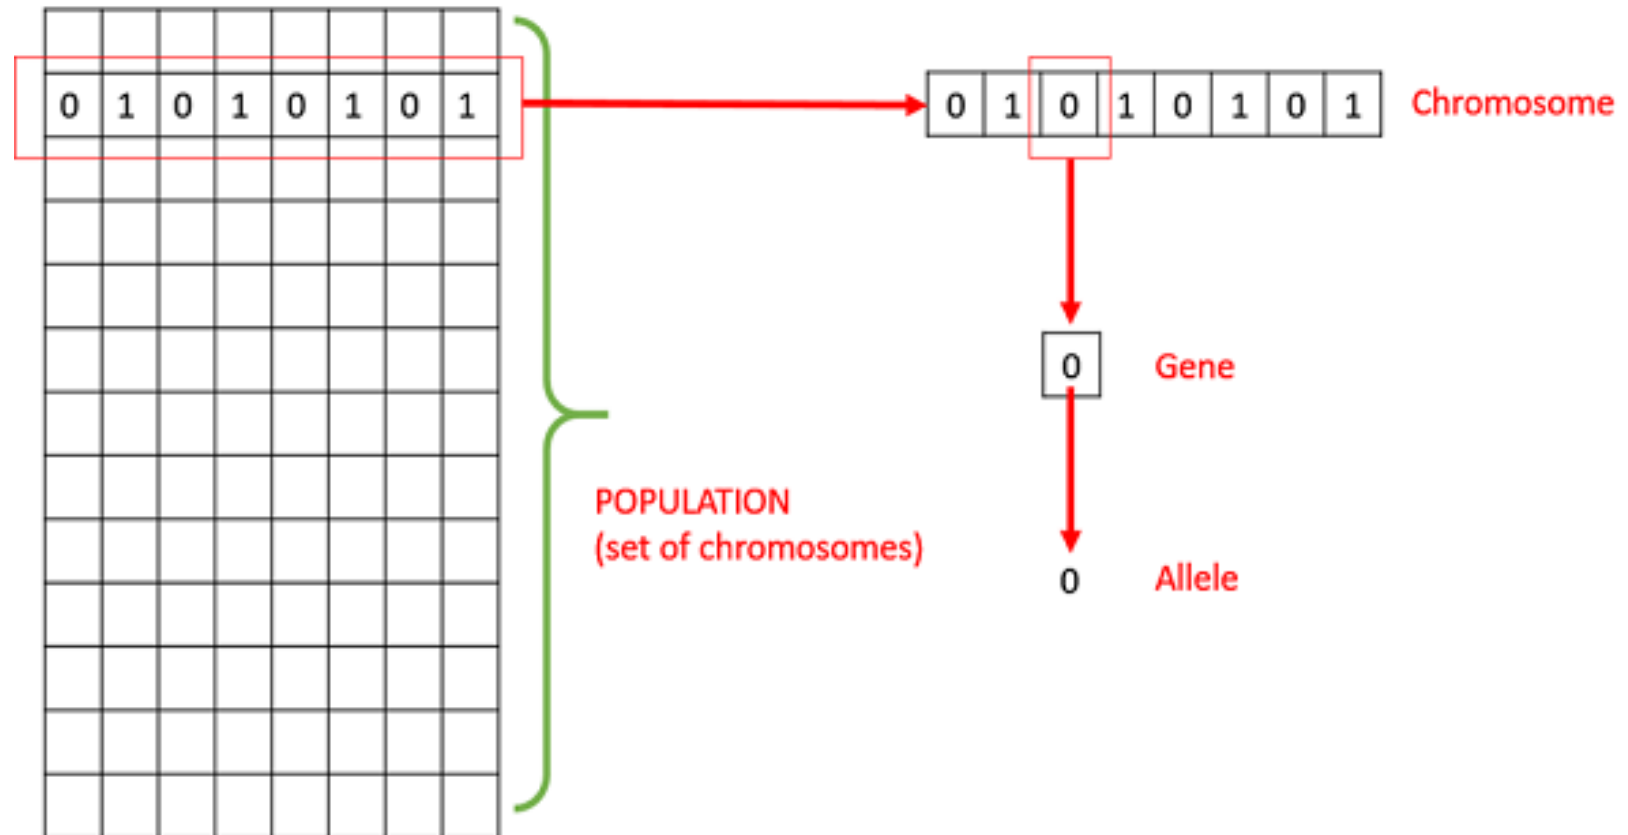 0 1 0 1 0 1 0 1
0 1 0 1 0 1 0 1 Chromosome
0 Gene
POPULATION
(set of chromosomes)
0 Allele